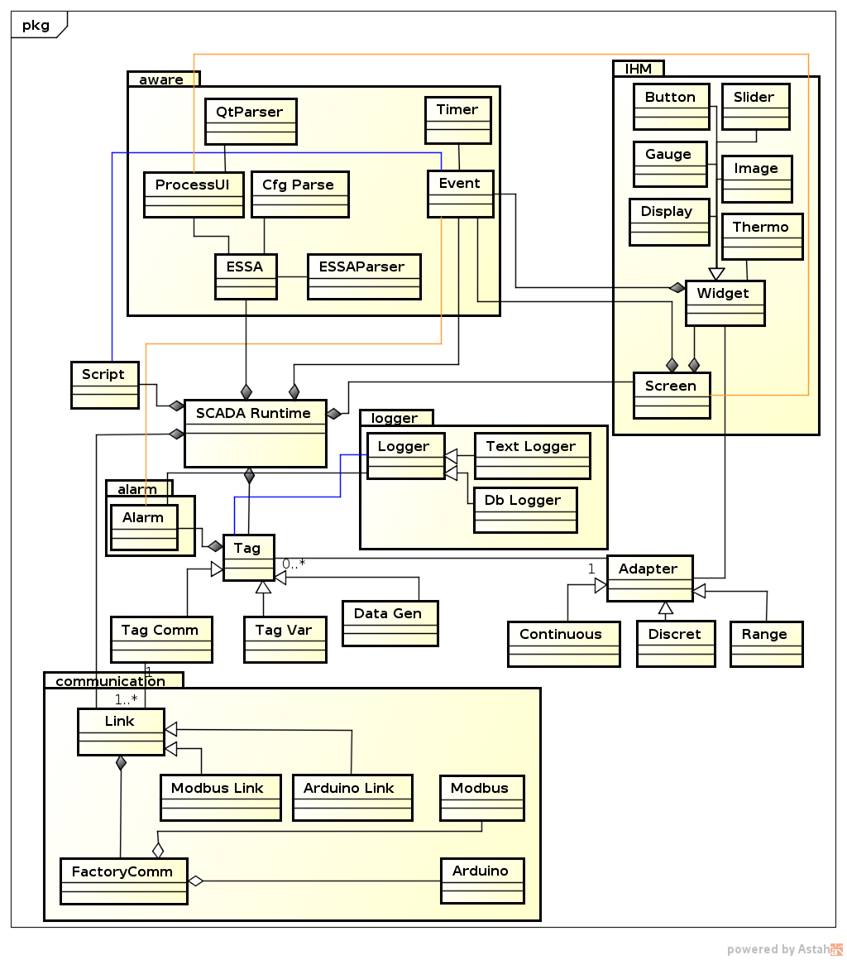 pkg
aware
IHM
QtParser
Timer
Button
Slider
Gauge
Image
ProcessUI
Cfg Parse
Event
Display
Thermo
ESSA
ESSAParser
Widget
Script
Screen
SCADA Runtime
logger
Logger
Text Logger
alarm
Db Logger
Alarm
Tag
0..*
1
Adapter
Data Gen
Tag Comm
Tag Var
Continuous
Discret
Range
1
communication
1..*
Link
Modbus Link
Arduino Link
Modbus
FactoryComm
Arduino
powered by Astah